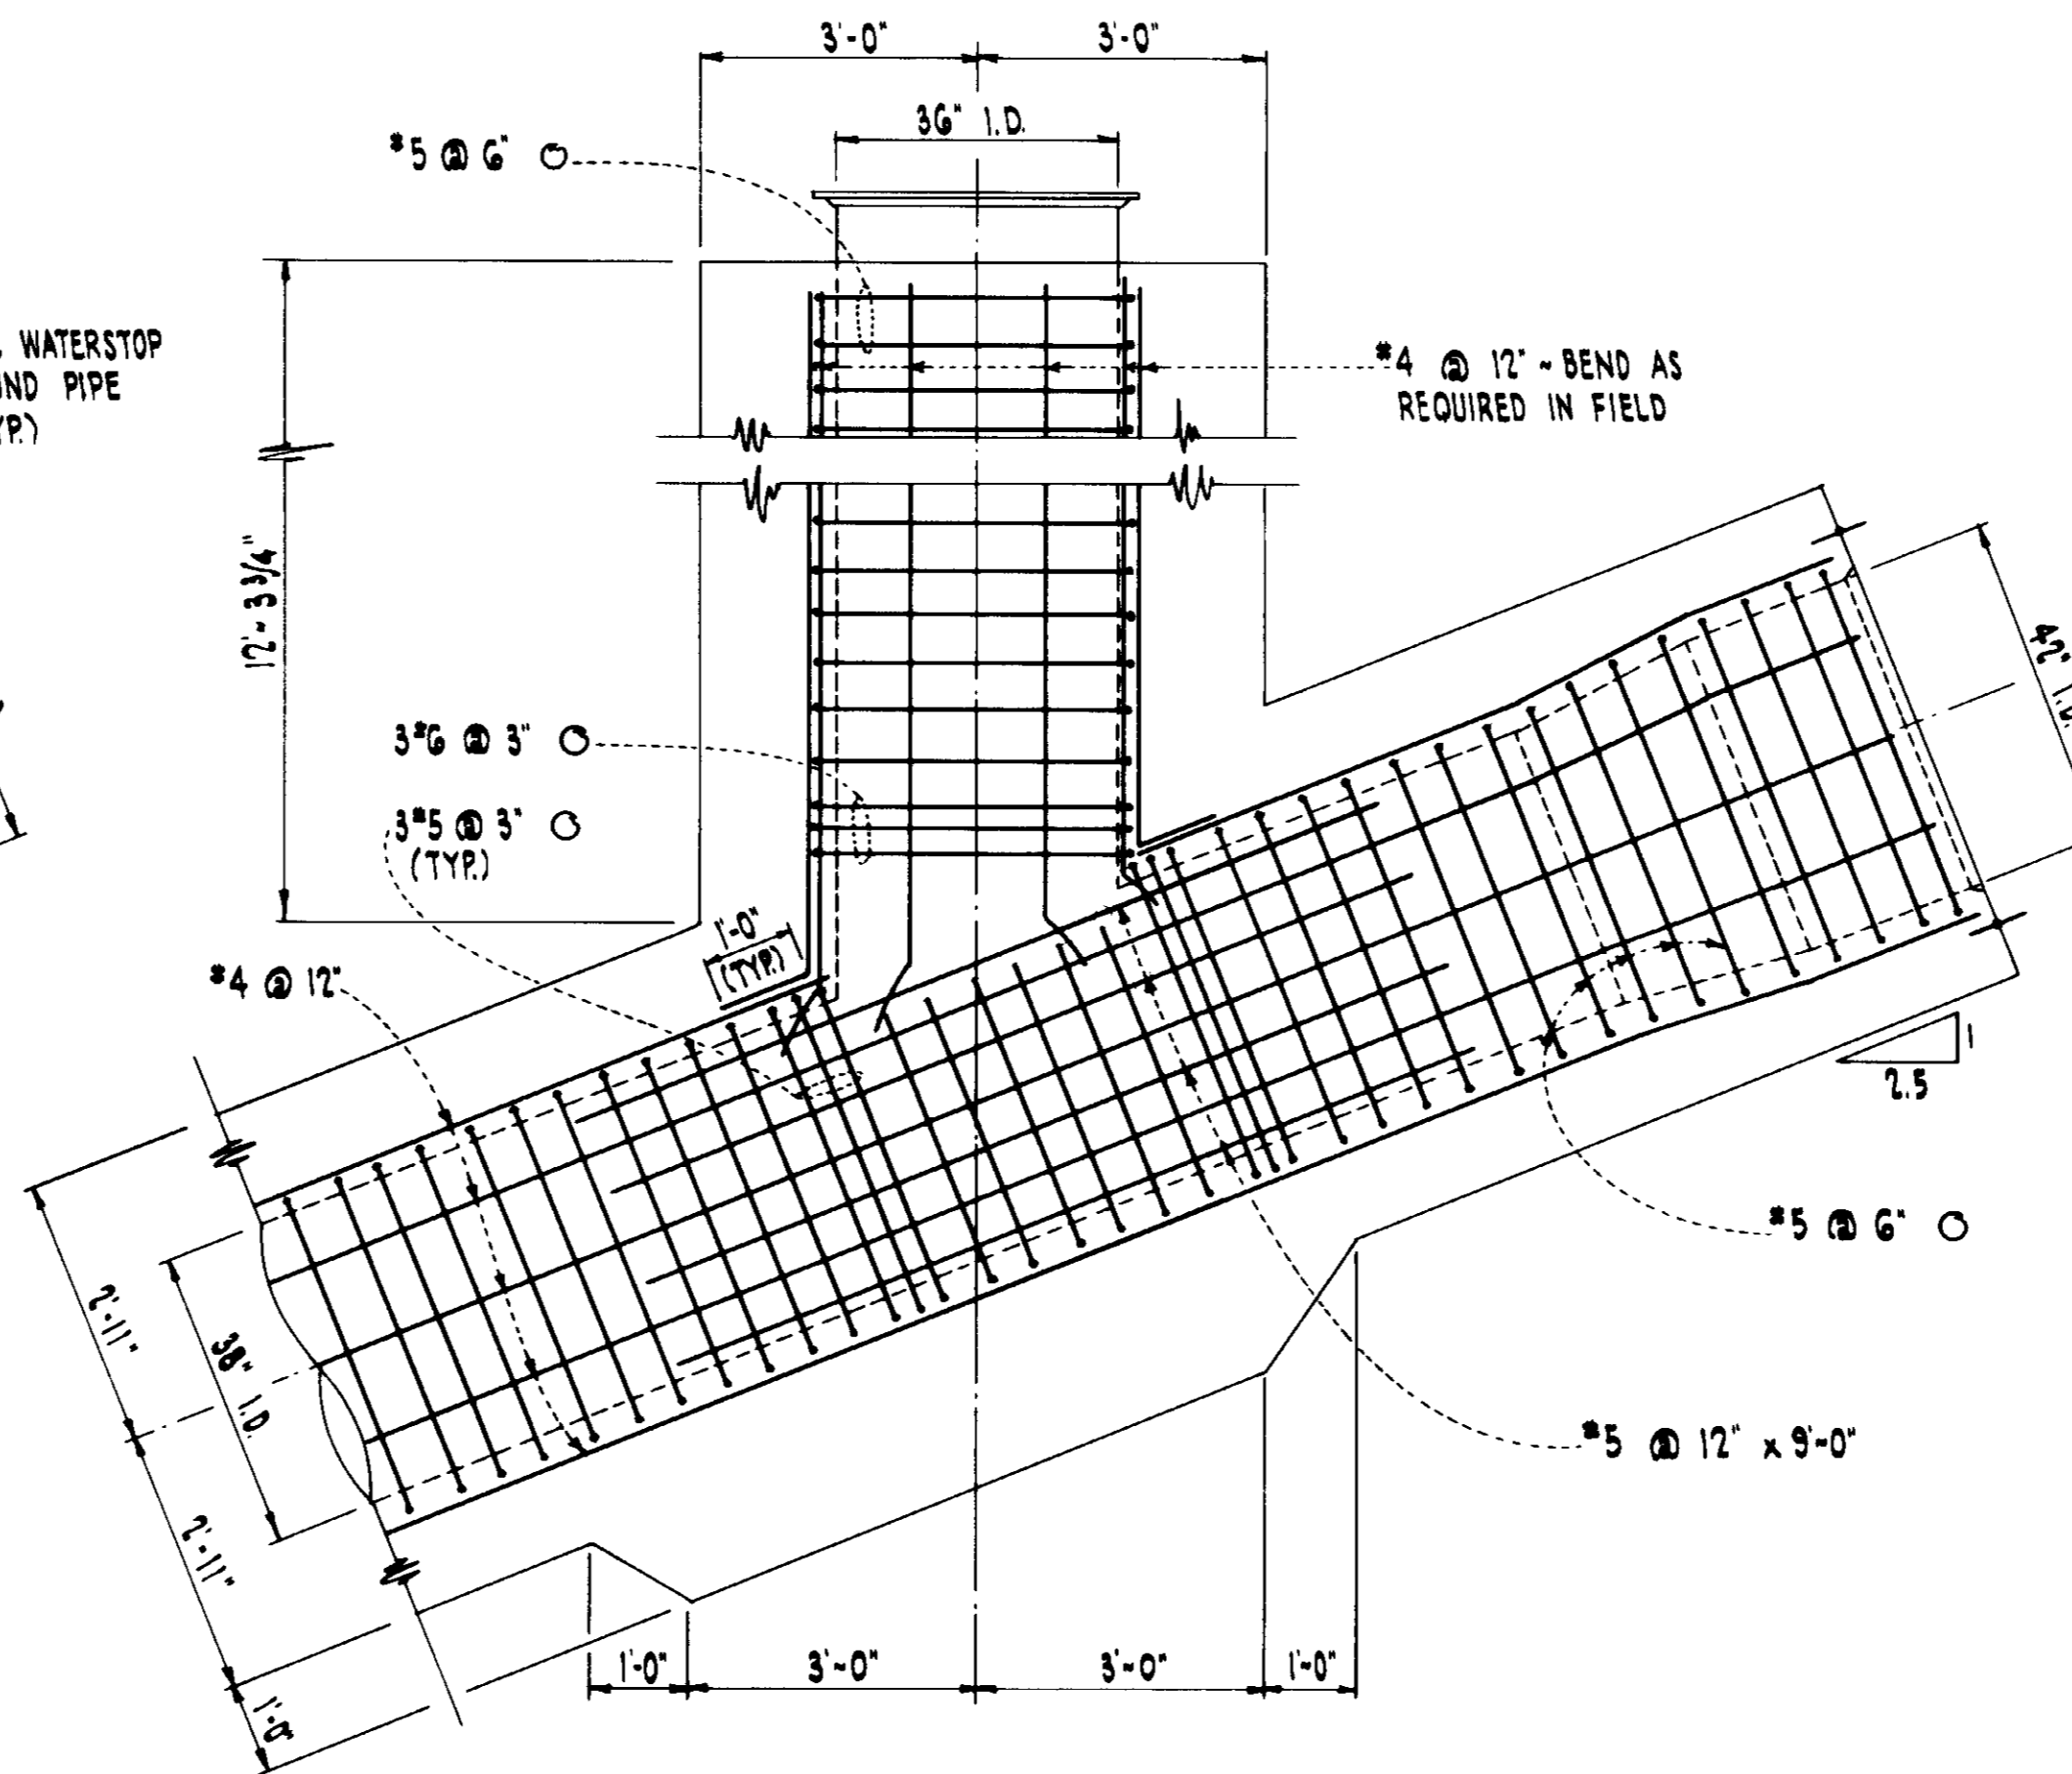 3'-0" 3'-0"
36" I.D.
#5 @ 6"
WATERSTOP
PIPE
#4 @ 12" ~ BEND AS
REQUIRED IN FIELD
12'-3 3/4"
42"
3#6 @ 3"
3#5 @ 3"
(TYP.)
1'-0"
(TYP.)
#4 @ 12"
1
2.5
#5 @ 6"
2'-11"
38" I.D.
#5 @ 12" x 9'-0"
2'-11"
1'-0" 3'-0" 3'-0" 1'-0"
1'-0"